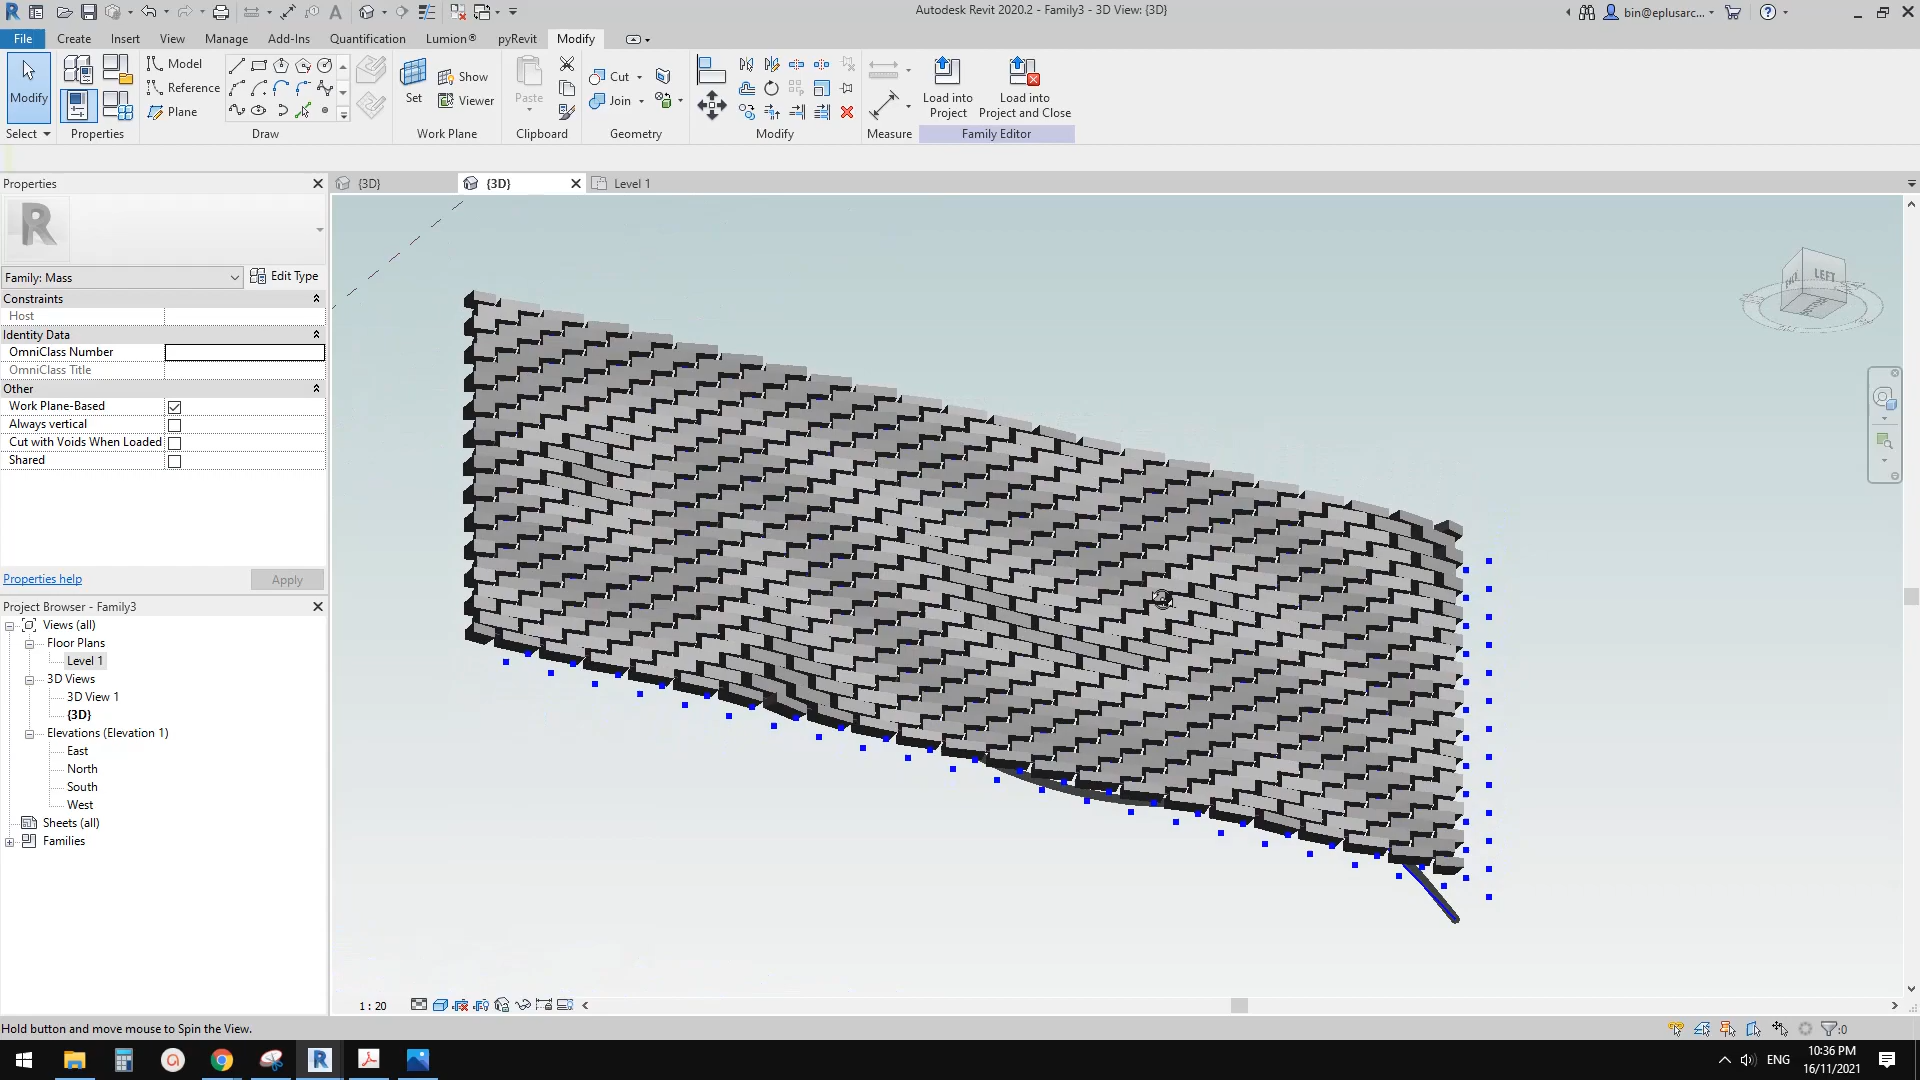 Autodesk Revit 2020.2 - Family3 - 3D View: {3D}
bin@eplusarc...
File Create Insert View Manage Add-Ins Quantification Lumion® pyRevit Modify
Modify
Select
Properties
Model
Reference
Plane
Draw
Set
Show
Viewer
Work Plane
Paste
Clipboard
Cut
Join
Geometry
Modify
Measure
Load into
Project
Load into
Project and Close
Family Editor
Properties
{3D}
{3D}
Level 1
R
Family: Mass
Edit Type
Constraints
Host
Identity Data
OmniClass Number
OmniClass Title
Other
Work Plane-Based
Always vertical
Cut with Voids When Loaded
Shared
Properties help
Apply
Project Browser - Family3
Views (all)
Floor Plans
Level 1
3D Views
3D View 1
{3D}
Elevations (Elevation 1)
East
North
South
West
Sheets (all)
Families
LEFT
1 : 20
Hold button and move mouse to Spin the View.
:0
ENG
10:36 PM
16/11/2021